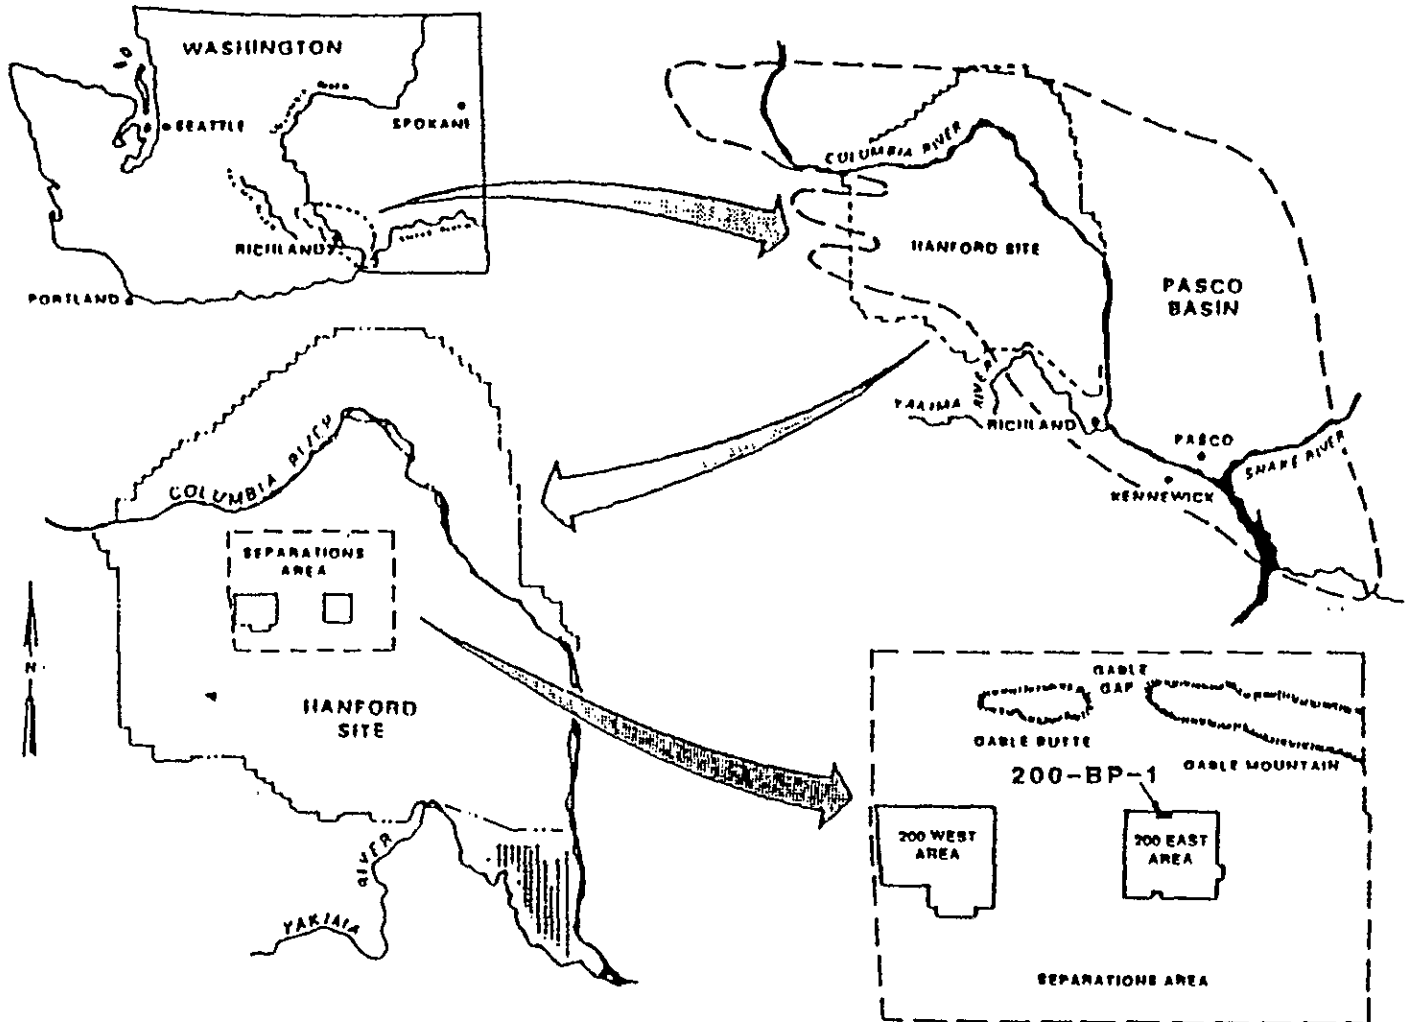 WASHINGTON
SEATTLE
SPOKANE
RICHLAND
PORTLAND
COLUMBIA RIVER
HANFORD SITE
PASCO
BASIN
YAKIMA
RIVER
RICHLAND
PASCO
KENNEWICK
SNAKE RIVER
COLUMBIA RIVER
SEPARATIONS
AREA
N
HANFORD
SITE
YAKIMA
RIVER
GABLE
GAP
GABLE BUTTE
GABLE MOUNTAIN
200-BP-1
200 WEST
AREA
200 EAST
AREA
SEPARATIONS AREA